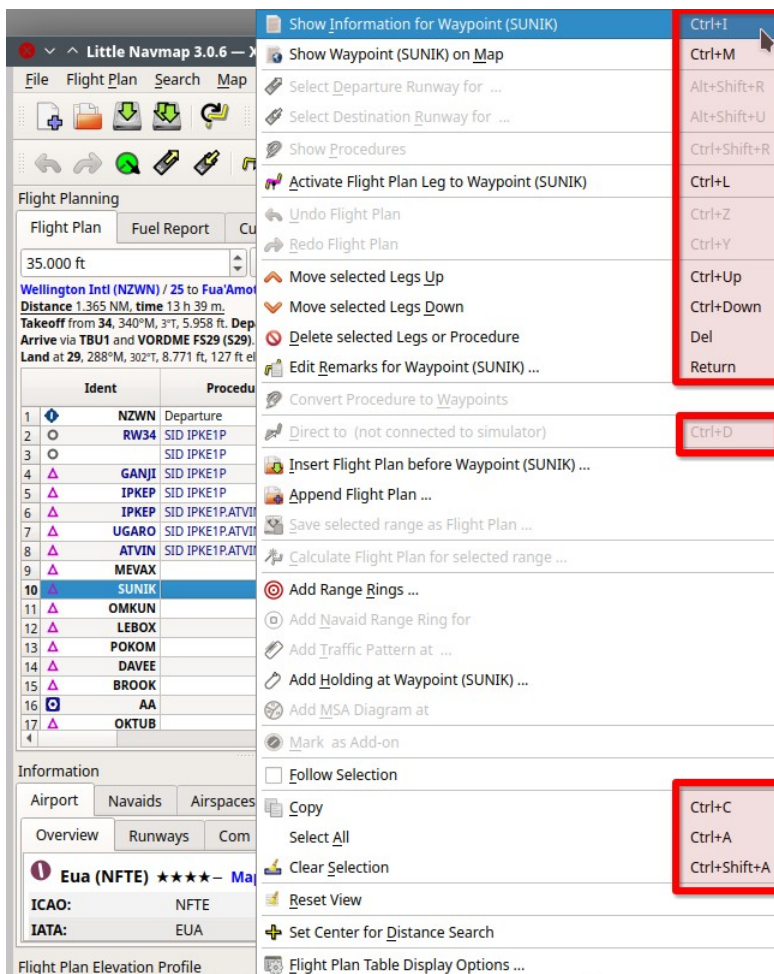 Little Navmap 3.0.6 —
File Flight Plan Search Map
Flight Planning
Flight Plan Fuel Report
35.000 ft
Wellington Intl (NZWN) / 25 to Fua'Amot
Distance 1.365 NM, time 13 h 39 m.
Takeoff from 34, 340°M, 3°T, 5.958 ft. Dep
Arrive via TBU1 and VORDME FS29 (S29).
Land at 29, 288°M, 302°T, 8.771 ft, 127 ft el
Ident Procedu
1 NZWN Departure
2 RW34 SID IPKE1P
3 SID IPKE1P
4 GANJI SID IPKE1P
5 IPKEP SID IPKE1P
6 IPKEP SID IPKE1P.ATVIN
7 UGARO SID IPKE1P.ATVIN
8 ATVIN SID IPKE1P.ATVIN
9 MEVAX
10 SUNIK
11 OMKUN
12 LEBOX
13 POKOM
14 DAVEE
15 BROOK
16 AA
17 OKTUB
Information
Airport Navaids Airspaces
Overview Runways Com
Eua (NFTE) ★★★★– Map
ICAO: NFTE
IATA: EUA
Flight Plan Elevation Profile
Show Information for Waypoint (SUNIK) Ctrl+I
Show Waypoint (SUNIK) on Map Ctrl+M
Select Departure Runway for ... Alt+Shift+R
Select Destination Runway for ... Alt+Shift+U
Show Procedures Ctrl+Shift+R
Activate Flight Plan Leg to Waypoint (SUNIK) Ctrl+L
Undo Flight Plan Ctrl+Z
Redo Flight Plan Ctrl+Y
Move selected Legs Up Ctrl+Up
Move selected Legs Down Ctrl+Down
Delete selected Legs or Procedure Del
Edit Remarks for Waypoint (SUNIK) ... Return
Convert Procedure to Waypoints
Direct to (not connected to simulator) Ctrl+D
Insert Flight Plan before Waypoint (SUNIK) ...
Append Flight Plan ...
Save selected range as Flight Plan ...
Calculate Flight Plan for selected range ...
Add Range Rings ...
Add Navaid Range Ring for
Add Traffic Pattern at ...
Add Holding at Waypoint (SUNIK) ...
Add MSA Diagram at
Mark as Add-on
Follow Selection
Copy Ctrl+C
Select All Ctrl+A
Clear Selection Ctrl+Shift+A
Reset View
Set Center for Distance Search
Flight Plan Table Display Options ...